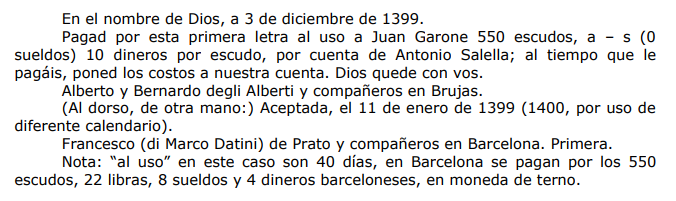 En el nombre de Dios, a 3 de diciembre de 1399.
Pagad por esta primera letra al uso a Juan Garone 550 escudos, a – s (0
sueldos) 10 dineros por escudo, por cuenta de Antonio Salella; al tiempo que le
pagáis, poned los costos a nuestra cuenta. Dios quede con vos.
Alberto y Bernardo degli Alberti y compañeros en Brujas.
(Al dorso, de otra mano:) Aceptada, el 11 de enero de 1399 (1400, por uso de
diferente calendario).
Francesco (di Marco Datini) de Prato y compañeros en Barcelona. Primera.
Nota: “al uso” en este caso son 40 días, en Barcelona se pagan por los 550
escudos, 22 libras, 8 sueldos y 4 dineros barceloneses, en moneda de terno.